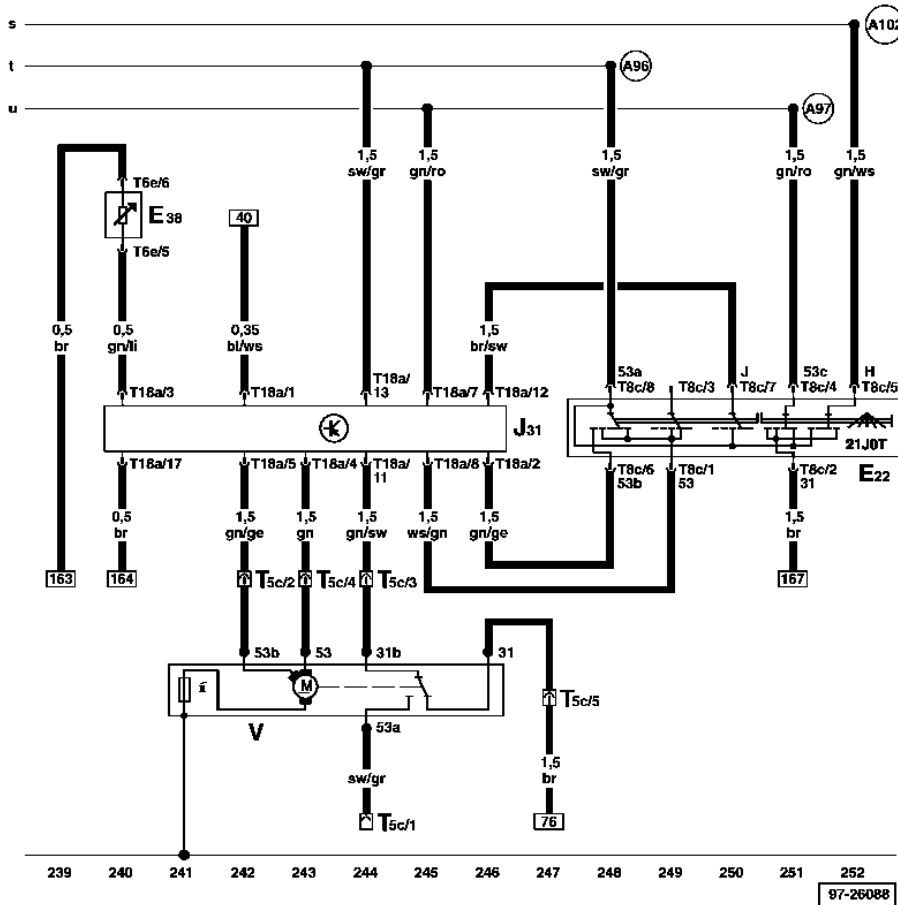 s
A102
t
A96
u
A97
1,5
sw/gr
1,5
gn/ro
1,5
sw/gr
1,5
gn/ro
1,5
gn/ws
T6e/6
E38
T6e/5
40
0,5
br
0,5
gn/li
0,35
bl/ws
1,5
br/sw
T18a/3
T18a/1
T18a/
13
T18a/7
T18a/12
53a
T8c/8
T8c/3
J
T8c/7
53c
T8c/4
H
T8c/5
J31
21J0T
E22
T18a/17
T18a/5
T18a/4
T18a/
11
T18a/8
T18a/2
T8c/6
53b
T8c/1
53
T8c/2
31
0,5
br
1,5
gn/ge
1,5
gn
1,5
gn/sw
1,5
ws/gn
1,5
gn/ge
1,5
br
163
164
T5c/2
T5c/4
T5c/3
167
53b
53
31b
31
M
T5c/5
V
53a
sw/gr
1,5
br
T5c/1
76
239 240 241 242 243 244 245 246 247 248 249 250 251 252
97-26088